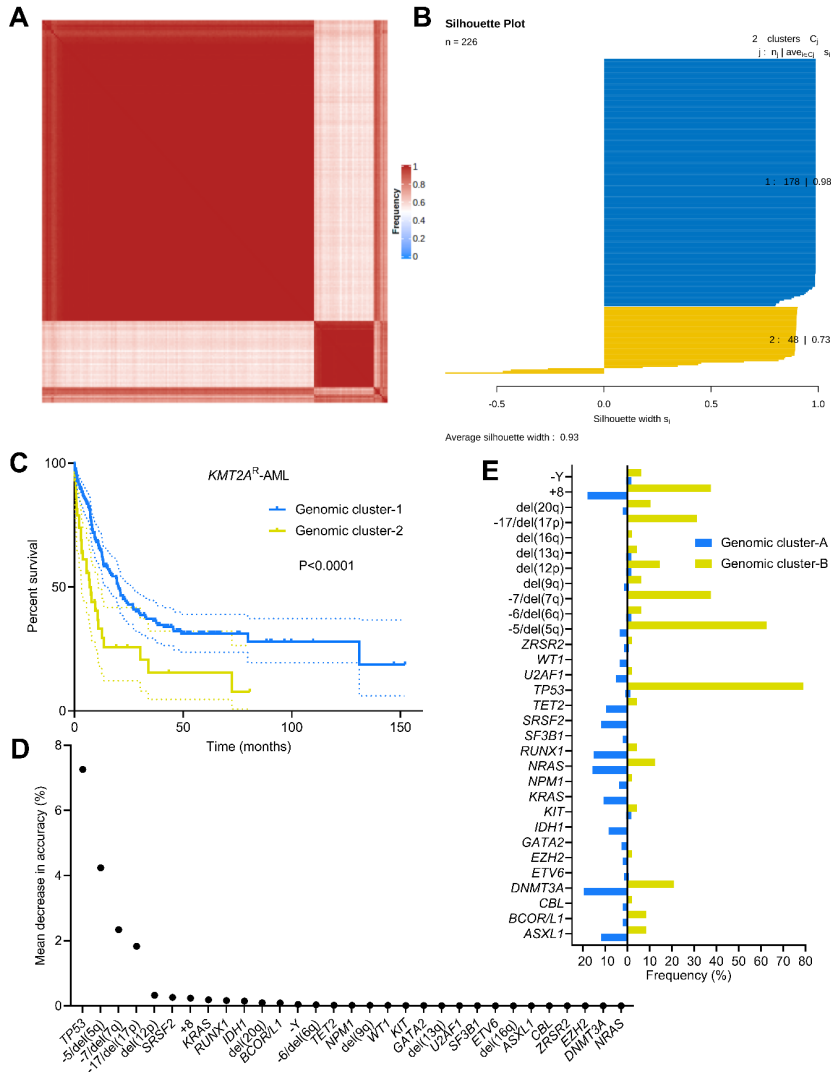 A
1
0.8
0.6
0.4
0.2
0
Frequency
B
Silhouette Plot
n = 226
2 clusters Cj
j : nj | avei∈Cj si
1 : 178 | 0.98
2 : 48 | 0.73
-0.5 0.0 0.5 1.0
Silhouette width si
Average silhouette width : 0.93
C
KMT2AR-AML
Genomic cluster-1
Genomic cluster-2
P<0.0001
Percent survival
100
50
0
0 50 100 150
Time (months)
D
Mean decrease in accuracy (%)
8
6
4
2
0
TP53
-5/del(5q)
-7/del(7q)
-17/del(17p)
del(12p)
SRSF2
+8
KRAS
RUNX1
IDH1
del(20q)
BCOR/L1
-Y
-6/del(6q)
TET2
NPM1
del(9q)
WT1
KIT
GATA2
del(13q)
U2AF1
SF3B1
ETV6
del(16q)
ASXL1
CBL
ZRSR2
EZH2
DNMT3A
NRAS
E
-Y
+8
del(20q)
-17/del(17p)
del(16q)
del(13q)
del(12p)
del(9q)
-7/del(7q)
-6/del(6q)
-5/del(5q)
ZRSR2
WT1
U2AF1
TP53
TET2
SRSF2
SF3B1
RUNX1
NRAS
NPM1
KRAS
KIT
IDH1
GATA2
EZH2
ETV6
DNMT3A
CBL
BCOR/L1
ASXL1
Genomic cluster-A
Genomic cluster-B
20 10 0 10 20 30 40 50 60 70 80
Frequency (%)